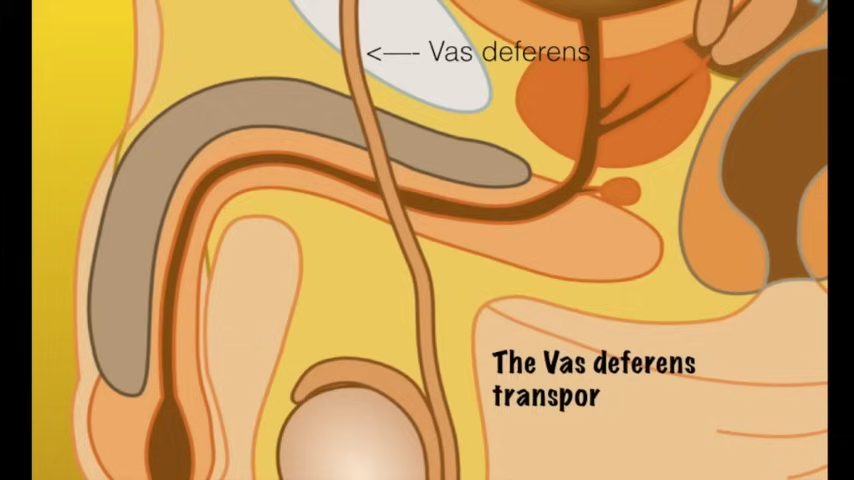 <—-- Vas deferens
The Vas deferens
transpor